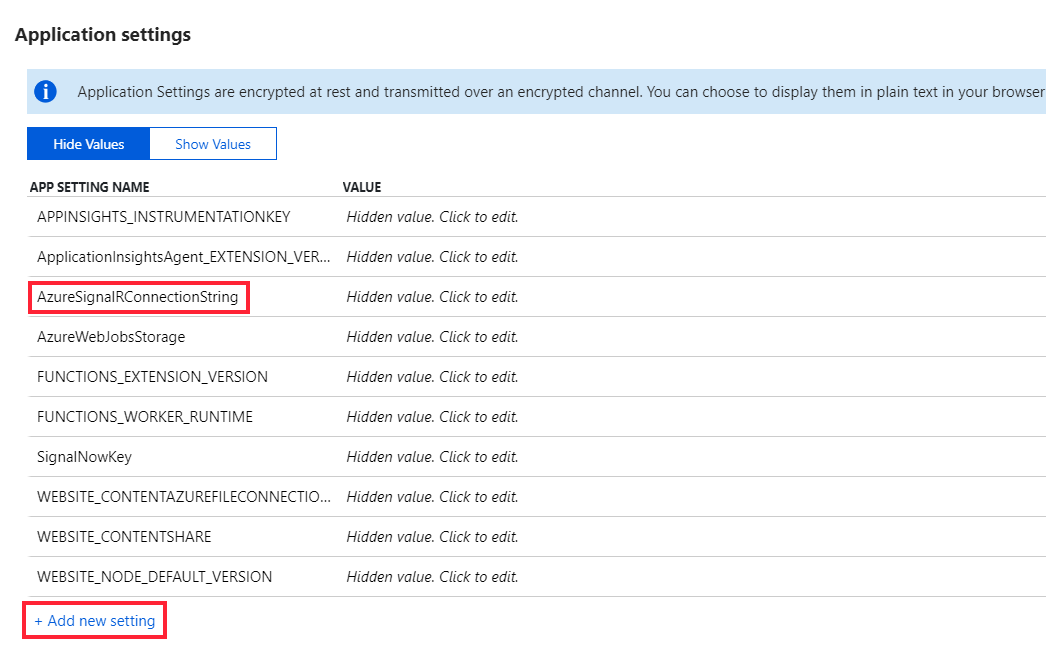 Application settings
Application Settings are encrypted at rest and transmitted over an encrypted channel. You can choose to display them in plain text in your browser
Hide Values Show Values
APP SETTING NAME VALUE
APPINSIGHTS_INSTRUMENTATIONKEY Hidden value. Click to edit.
ApplicationInsightsAgent_EXTENSION_VER... Hidden value. Click to edit.
AzureSignalRConnectionString Hidden value. Click to edit.
AzureWebJobsStorage Hidden value. Click to edit.
FUNCTIONS_EXTENSION_VERSION Hidden value. Click to edit.
FUNCTIONS_WORKER_RUNTIME Hidden value. Click to edit.
SignalNowKey Hidden value. Click to edit.
WEBSITE_CONTENTAZUREFILECONNECTIO... Hidden value. Click to edit.
WEBSITE_CONTENTSHARE Hidden value. Click to edit.
WEBSITE_NODE_DEFAULT_VERSION Hidden value. Click to edit.
+ Add new setting